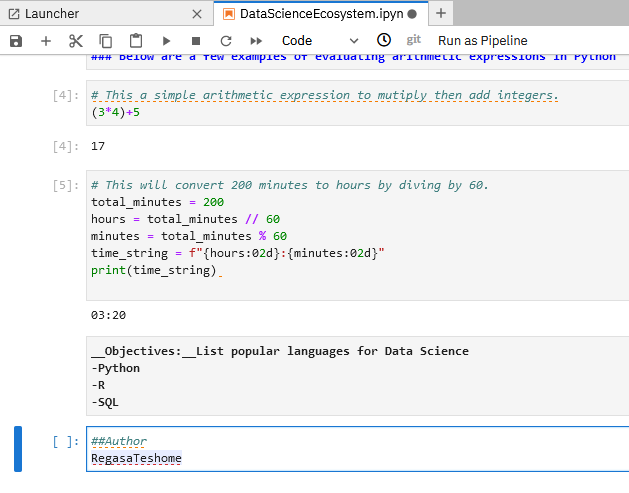 Launcher
DataScienceEcosystem.ipyn
Code
git
Run as Pipeline
### Below are a few examples of evaluating arithmetic expressions in Python
[4]:
# This a simple arithmetic expression to mutiply then add integers.
(3*4)+5
[4]:
17
[5]:
# This will convert 200 minutes to hours by diving by 60.
total_minutes = 200
hours = total_minutes // 60
minutes = total_minutes % 60
time_string = f"{hours:02d}:{minutes:02d}"
print(time_string)
03:20
__Objectives:__List popular languages for Data Science
-Python
-R
-SQL
[ ]:
##Author
RegasaTeshome